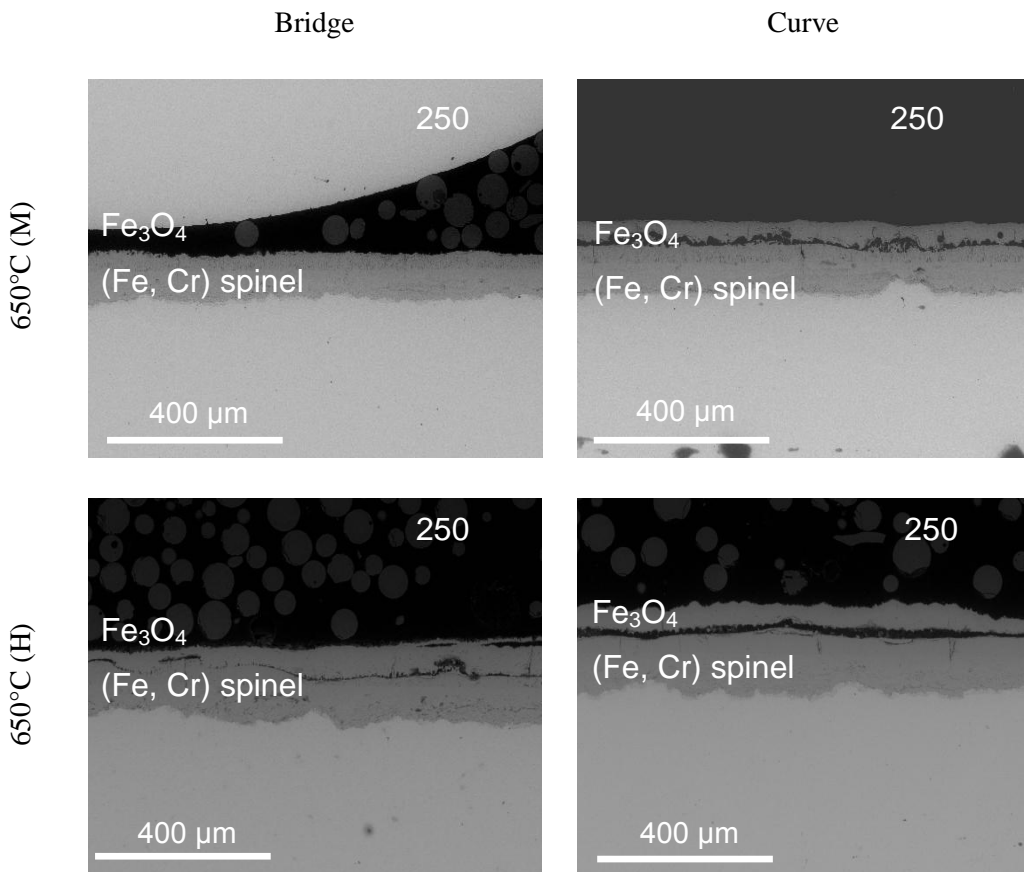 Bridge
Curve
650°C (M)
250
Fe₃O₄
(Fe, Cr) spinel
400 µm
250
Fe₃O₄
(Fe, Cr) spinel
400 µm
650°C (H)
250
Fe₃O₄
(Fe, Cr) spinel
400 µm
250
Fe₃O₄
(Fe, Cr) spinel
400 µm